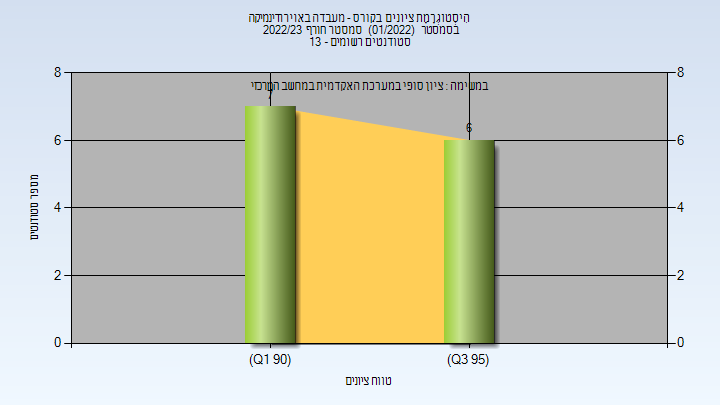 היסטוגרמת ציונים בקורס - מעבדה באוירודינמיקה
בסמסטר (01/2022) סמסטר חורף 2022/23
סטודנטים רשומים - 13
במשימה : ציון סופי במערכת האקדמית במחשב המרכזי
8
6
4
2
0
8
6
4
2
0
7
6
מספר סטודנטים
(Q1 90)
(Q3 95)
טווח ציונים